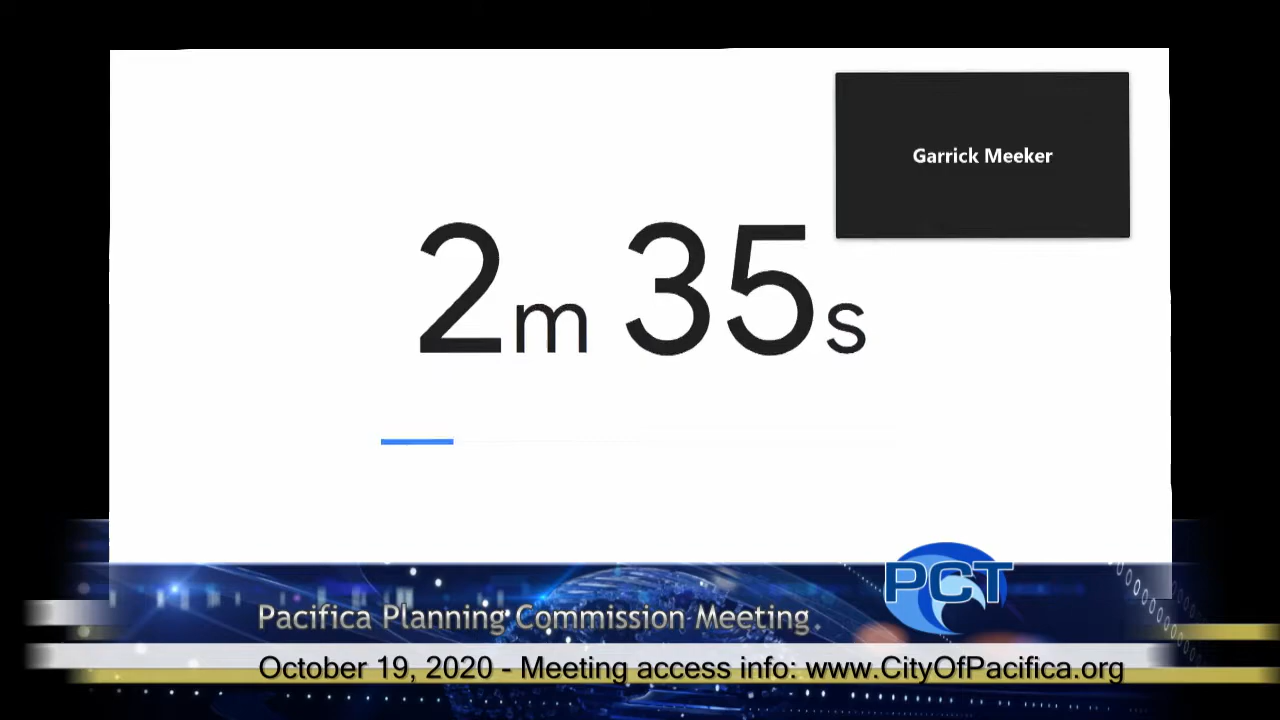 Garrick Meeker
2m 35s
PCT
Pacifica Planning Commission Meeting
October 19, 2020 - Meeting access info: www.CityOfPacifica.org